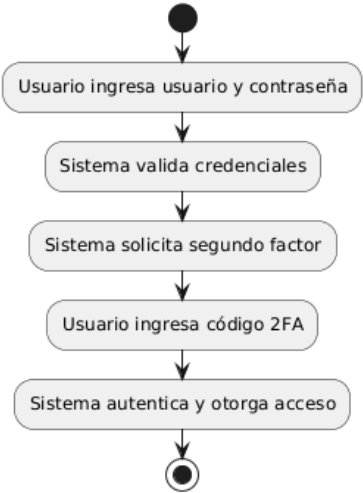 Usuario ingresa usuario y contraseña
Sistema valida credenciales
Sistema solicita segundo factor
Usuario ingresa código 2FA
Sistema autentica y otorga acceso